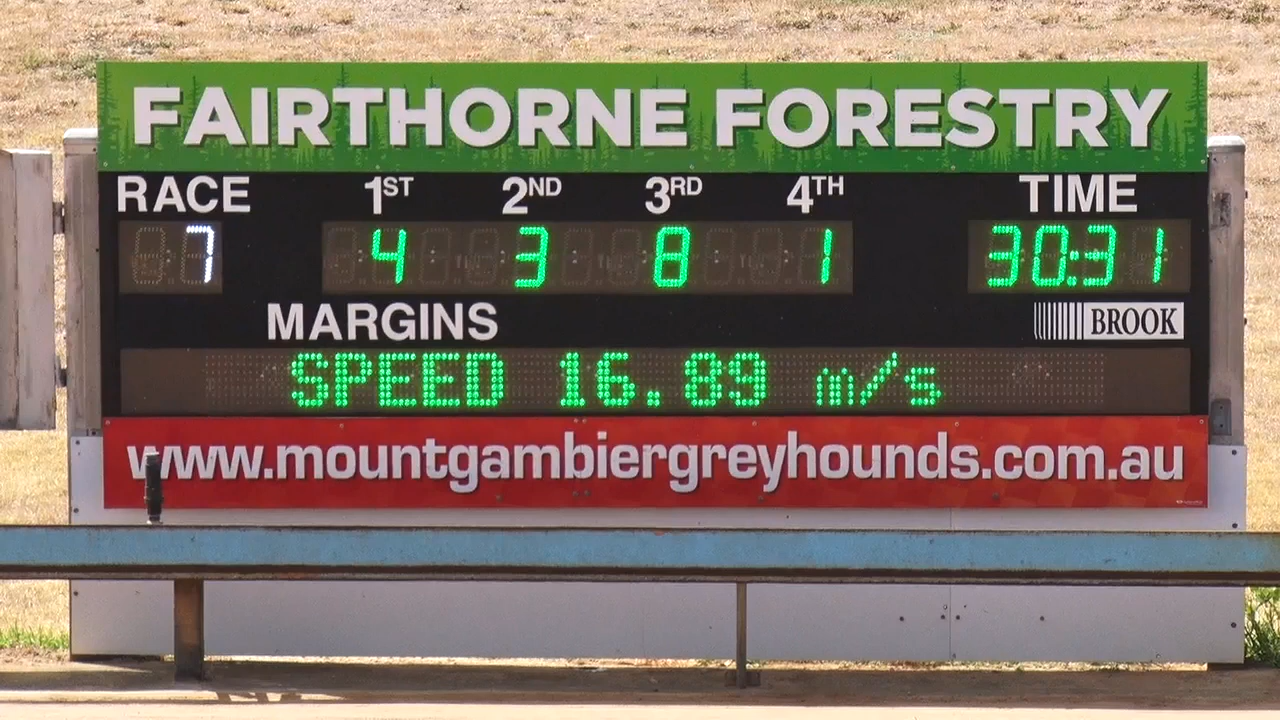 FAIRTHORNE FORESTRY
RACE 1ST 2ND 3RD 4TH TIME
7 4 3 8 1 30:31
MARGINS BROOK
SPEED 16.89 m/s
www.mountgambiergreyhounds.com.au